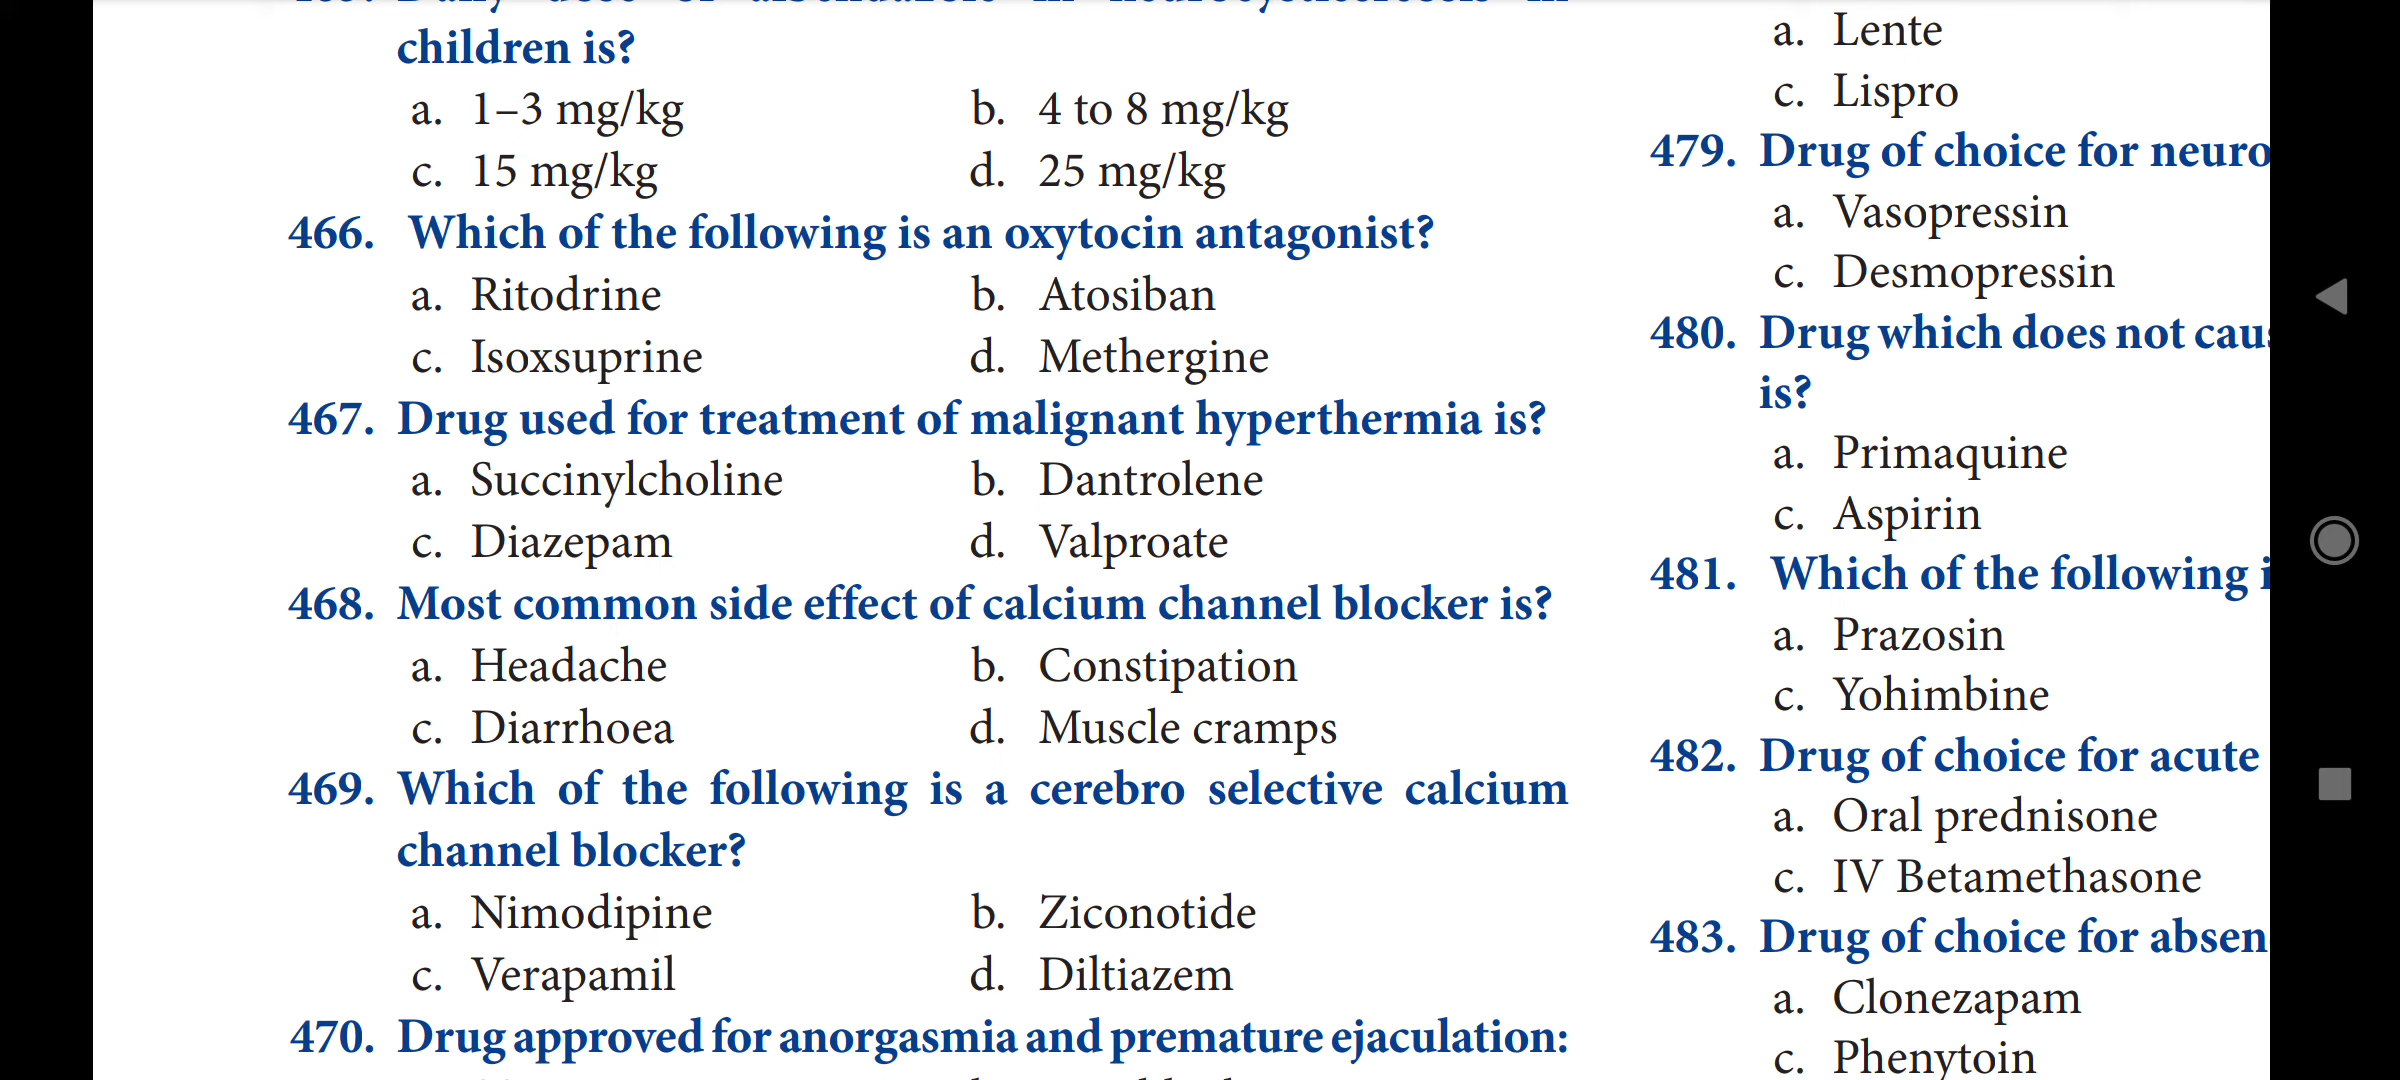 children is?
a. 1–3 mg/kg b. 4 to 8 mg/kg
c. 15 mg/kg d. 25 mg/kg
466. Which of the following is an oxytocin antagonist?
a. Ritodrine b. Atosiban
c. Isoxsuprine d. Methergine
467. Drug used for treatment of malignant hyperthermia is?
a. Succinylcholine b. Dantrolene
c. Diazepam d. Valproate
468. Most common side effect of calcium channel blocker is?
a. Headache b. Constipation
c. Diarrhoea d. Muscle cramps
469. Which of the following is a cerebro selective calcium
channel blocker?
a. Nimodipine b. Ziconotide
c. Verapamil d. Diltiazem
470. Drug approved for anorgasmia and premature ejaculation:
a. Lente
c. Lispro
479. Drug of choice for neuro
a. Vasopressin
c. Desmopressin
480. Drug which does not cau
is?
a. Primaquine
c. Aspirin
481. Which of the following i
a. Prazosin
c. Yohimbine
482. Drug of choice for acute
a. Oral prednisone
c. IV Betamethasone
483. Drug of choice for absen
a. Clonezapam
c. Phenytoin